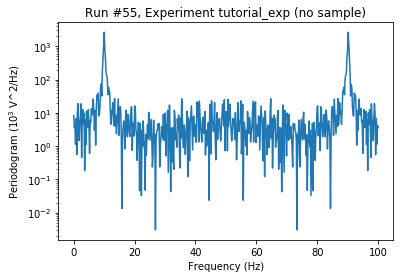 Run #55, Experiment tutorial_exp (no sample)
Periodogram (10³ V^2/Hz)
10³
10²
10¹
10⁰
10⁻¹
10⁻²
0 20 40 60 80 100
Frequency (Hz)